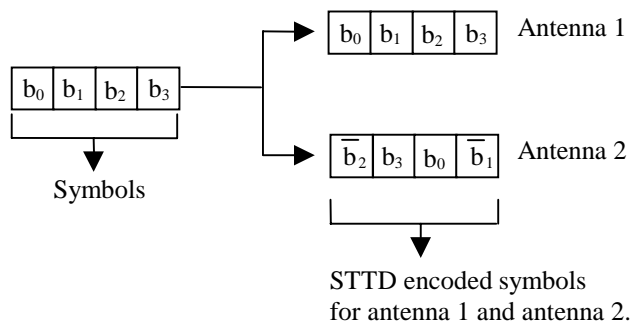 b₀ b₁ b₂ b₃ Antenna 1
b₀ b₁ b₂ b₃
b̅₂ b₃ b₀ b̅₁ Antenna 2
Symbols
STTD encoded symbols
for antenna 1 and antenna 2.